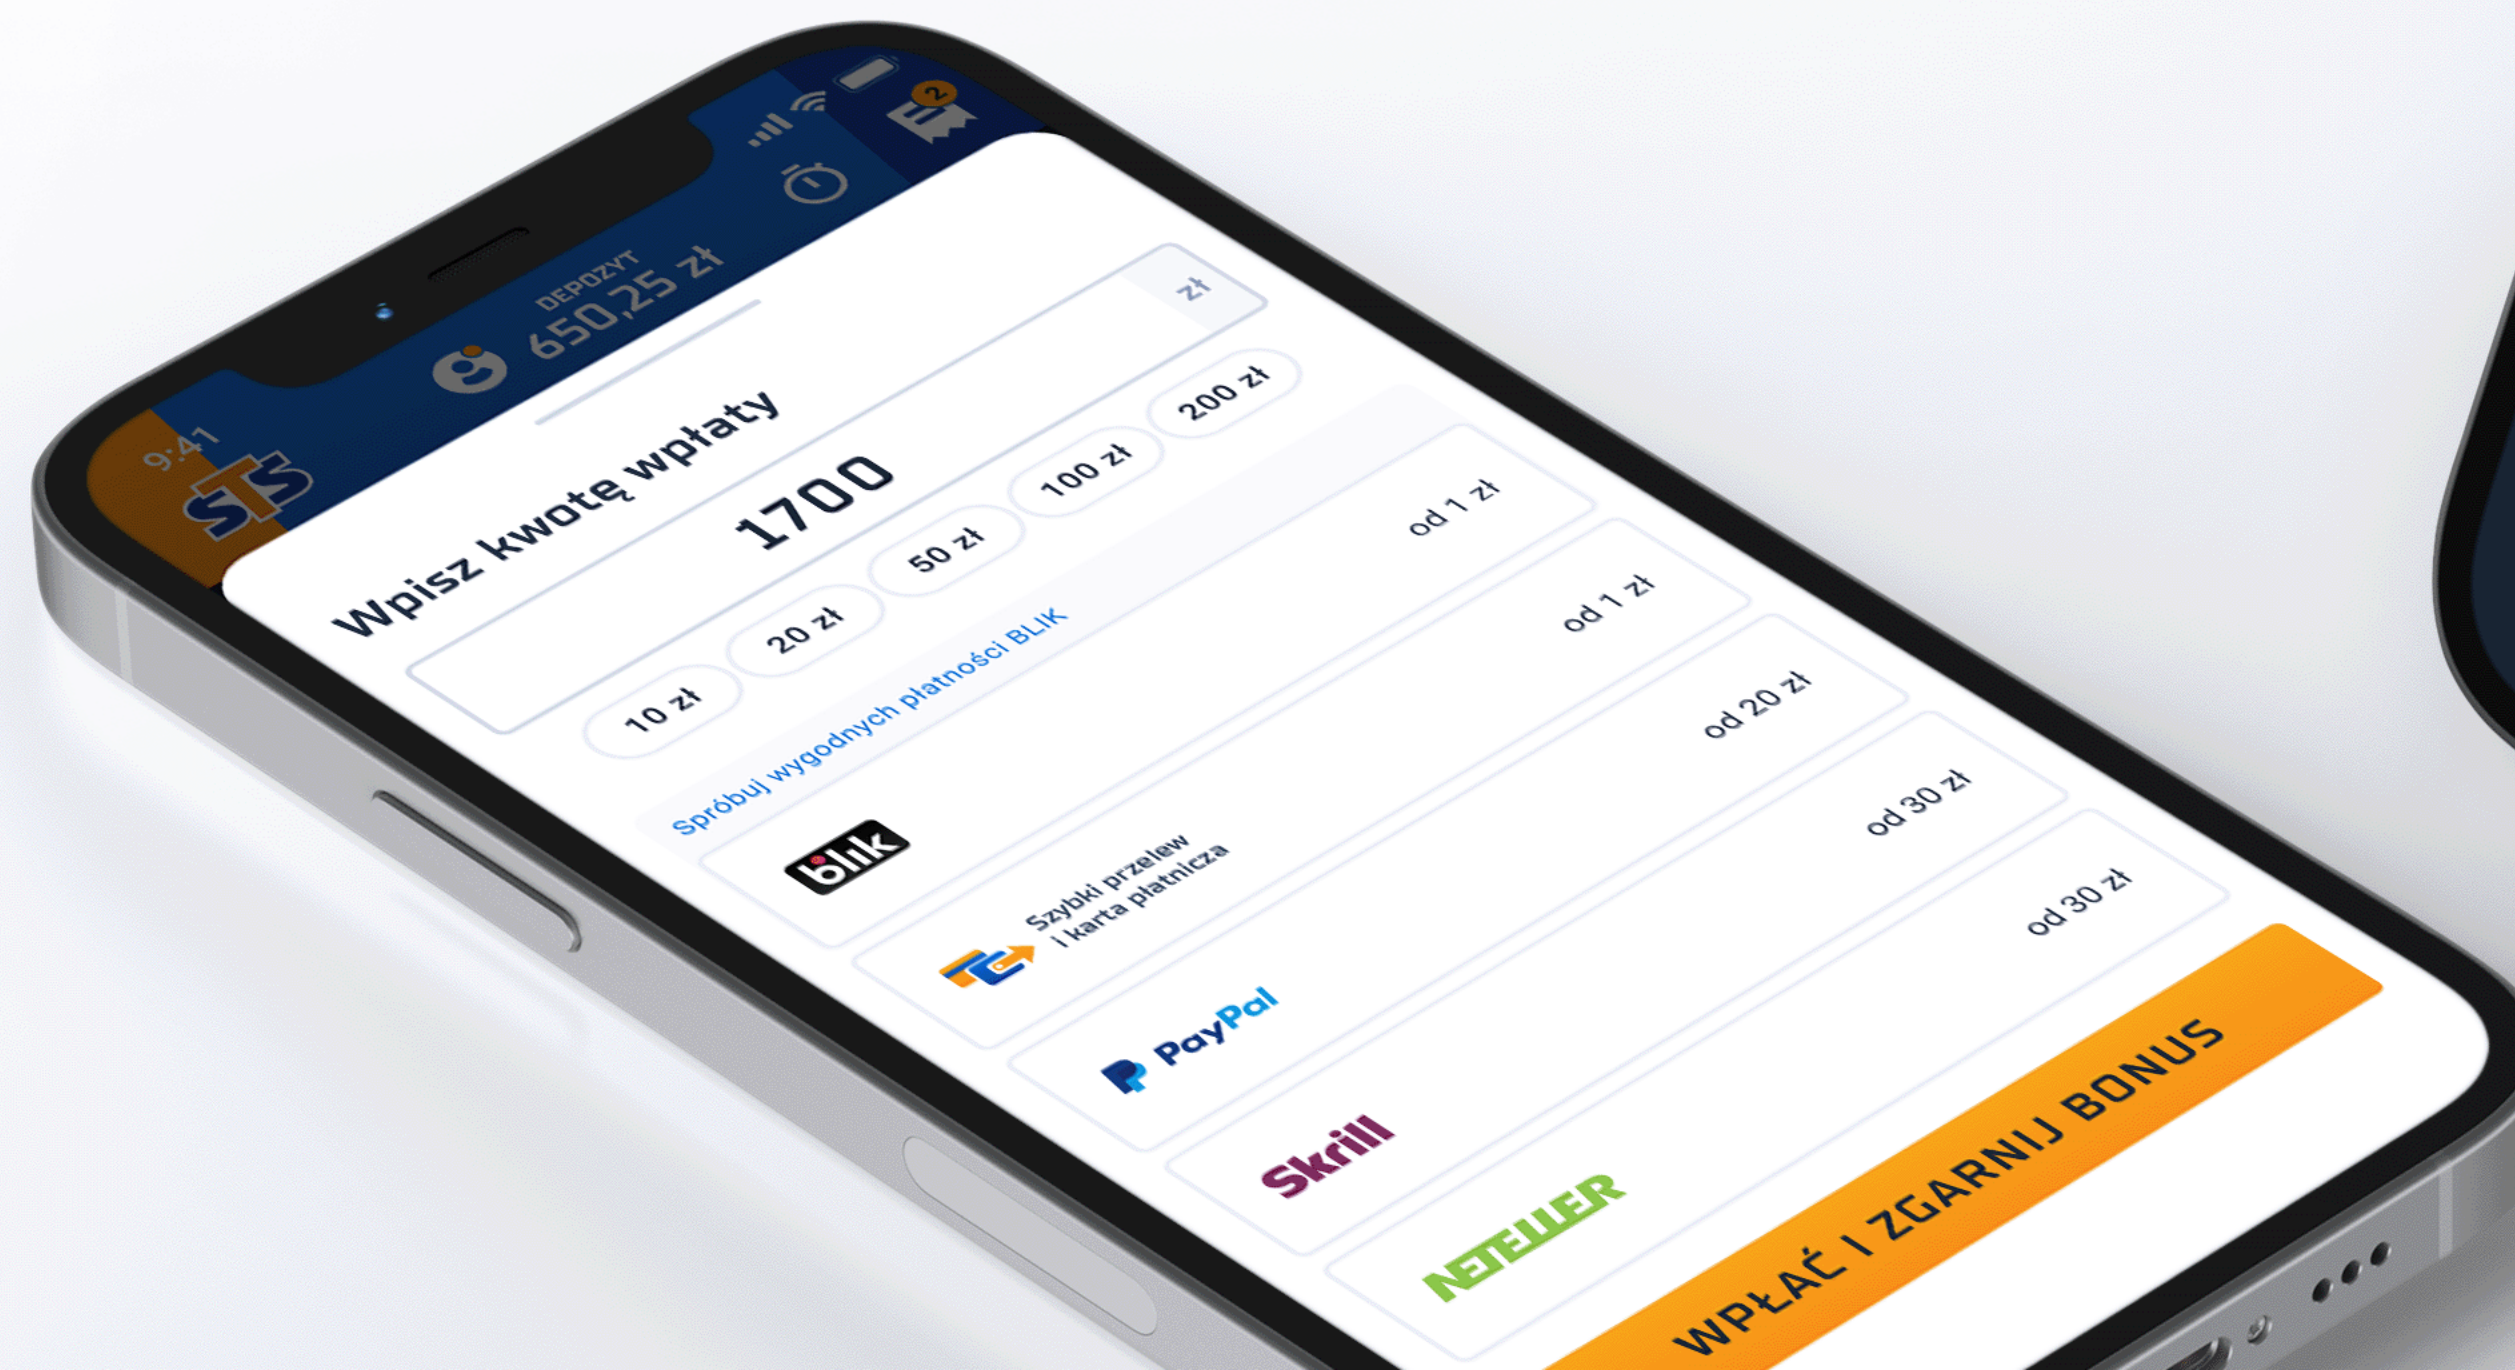 9:41
STS
DEPOZYT
650,25 zł
2
Wpisz kwotę wpłaty
1700
zł
10 zł
20 zł
50 zł
100 zł
200 zł
Spróbuj wygodnych płatności BLIK
blik
od 1 zł
Szybki przelew
i karta płatnicza
od 1 zł
PayPal
od 20 zł
Skrill
od 30 zł
NETELLER
od 30 zł
WPŁAĆ I ZGARNIJ BONUS